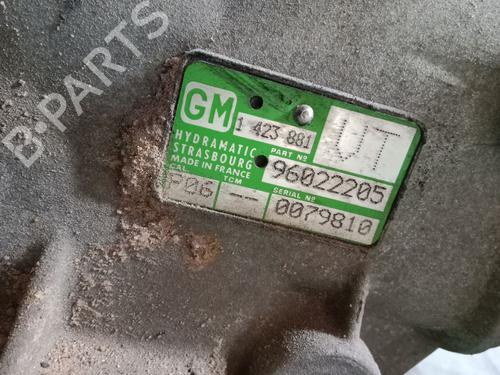 B-PARTS
GM
1 423 881
VT
HYDRAMATIC
STRASBOURG
MADE IN FRANCE
PART Nº
96022205
CAL.
TCM
SERIAL Nº
F06 -- 0079810